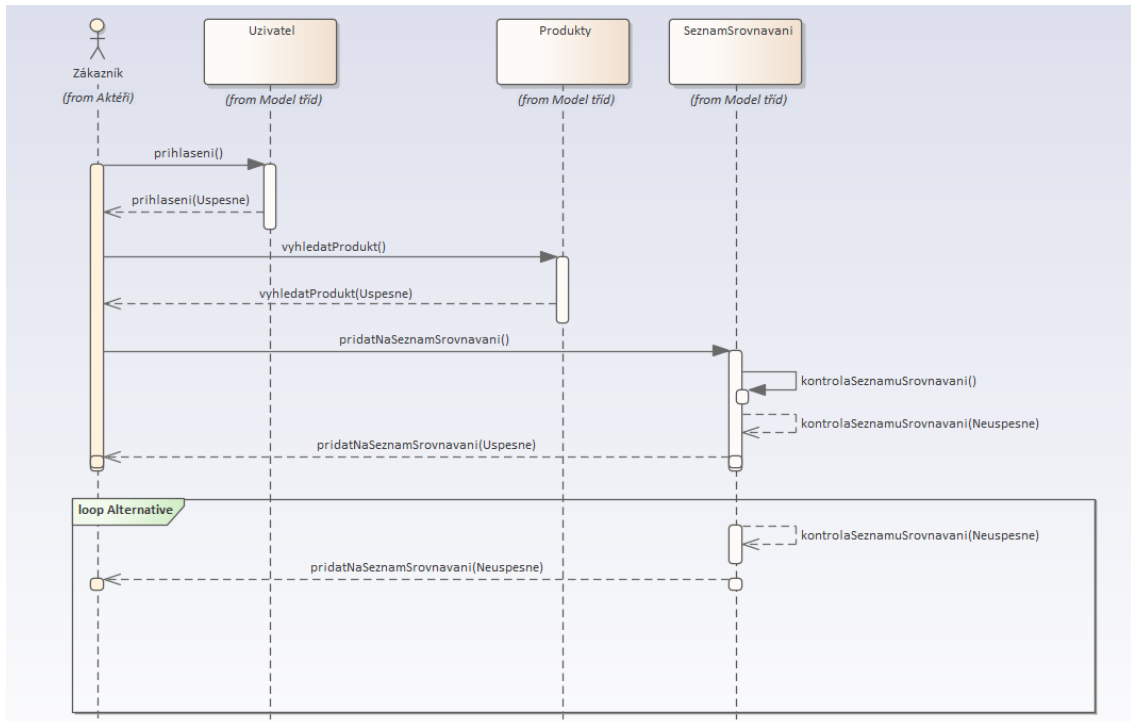 Uzivatel
Produkty
SeznamSrovnavani
Zákazník
(from Aktéři)
(from Model tříd)
(from Model tříd)
(from Model tříd)
prihlaseni()
prihlaseni(Uspesne)
vyhledatProdukt()
vyhledatProdukt(Uspesne)
pridatNaSeznamSrovnavani()
kontrolaSeznamuSrovnavani()
kontrolaSeznamuSrovnavani(Neuspesne)
pridatNaSeznamSrovnavani(Uspesne)
loop Alternative
kontrolaSeznamuSrovnavani(Neuspesne)
pridatNaSeznamSrovnavani(Neuspesne)